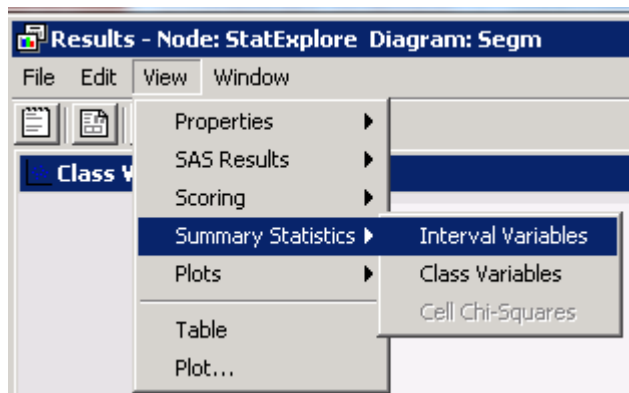 Results - Node: StatExplore Diagram: Segm
File Edit View Window
Properties
SAS Results
Class V
Scoring
Summary Statistics
Interval Variables
Plots
Class Variables
Cell Chi-Squares
Table
Plot...